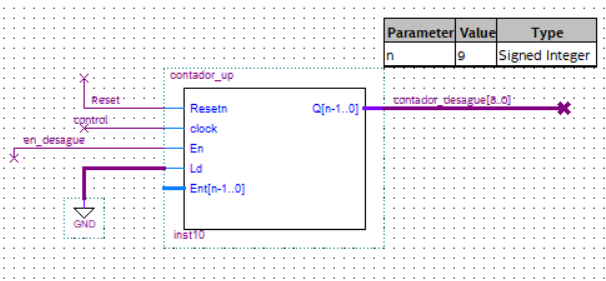 Parameter Value Type
n 9 Signed Integer
contador_up
Reset
Resetn
Q[n-1..0]
contador_desague[8..0]
control
clock
en_desague
En
Ld
Ent[n-1..0]
GND
inst10